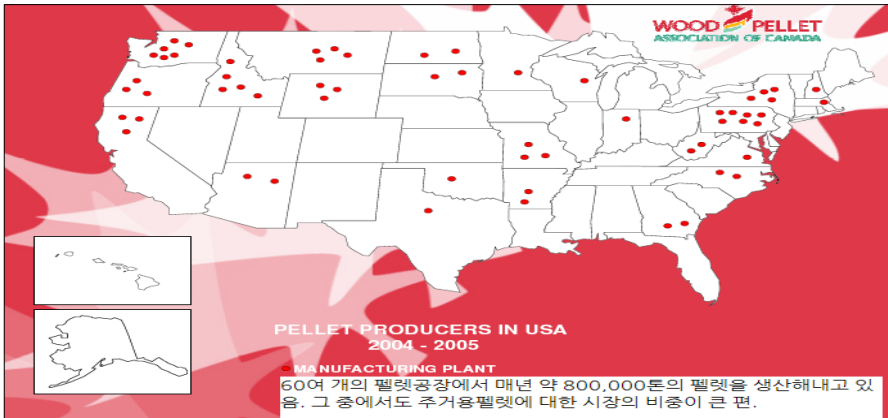 WOOD PELLET
ASSOCIATION OF CANADA
PELLET PRODUCERS IN USA
2004 - 2005
MANUFACTURING PLANT
60여 개의 펠렛공장에서 매년 약 800,000톤의 펠렛을 생산해내고 있
음. 그 중에서도 주거용펠렛에 대한 시장의 비중이 큰 편.